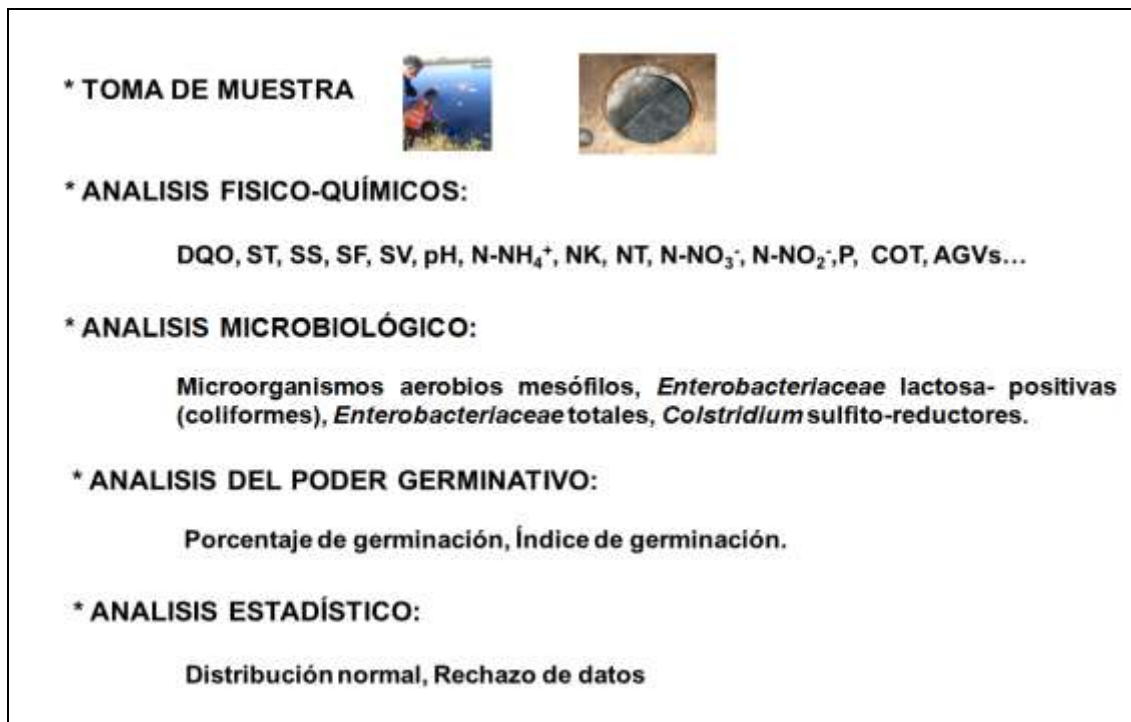 * TOMA DE MUESTRA
* ANALISIS FISICO-QUÍMICOS:
DQO, ST, SS, SF, SV, pH, N-NH₄⁺, NK, NT, N-NO₃⁻, N-NO₂⁻,P, COT, AGVs...
* ANALISIS MICROBIOLÓGICO:
Microorganismos aerobios mesófilos, Enterobacteriaceae lactosa- positivas
(coliformes), Enterobacteriaceae totales, Colstridium sulfito-reductores.
* ANALISIS DEL PODER GERMINATIVO:
Porcentaje de germinación, Índice de germinación.
* ANALISIS ESTADÍSTICO:
Distribución normal, Rechazo de datos